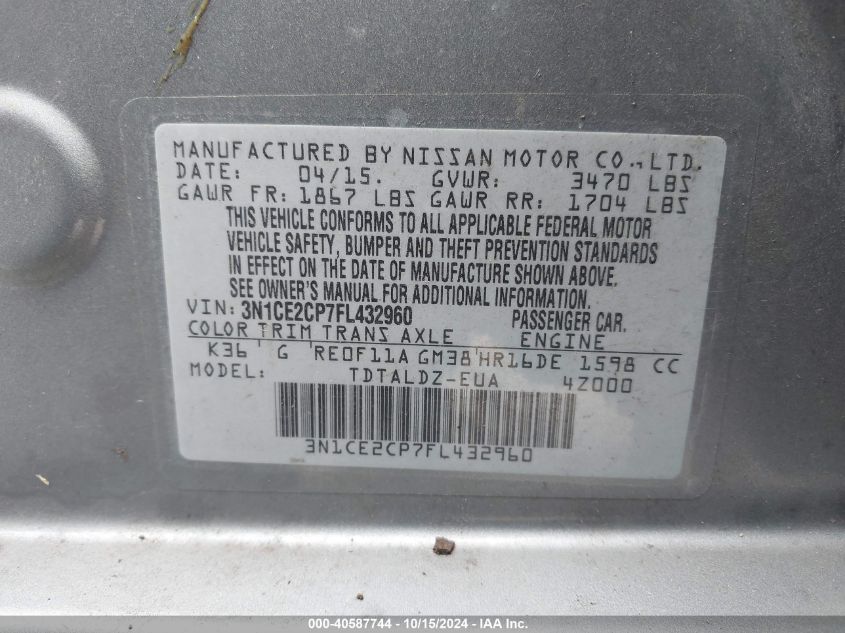 MANUFACTURED BY NISSAN MOTOR CO.,LTD.
DATE: 04/15. GVWR: 3470 LBS
GAWR FR: 1867 LBS GAWR RR: 1704 LBS
THIS VEHICLE CONFORMS TO ALL APPLICABLE FEDERAL MOTOR
VEHICLE SAFETY, BUMPER AND THEFT PREVENTION STANDARDS
IN EFFECT ON THE DATE OF MANUFACTURE SHOWN ABOVE.
SEE OWNER'S MANUAL FOR ADDITIONAL INFORMATION.
VIN: 3N1CE2CP7FL432960 PASSENGER CAR.
COLOR TRIM TRANS AXLE ENGINE
K36 ' G 'RE0F11A GM38'HR16DE 1598 CC
MODEL: TDTALDZ-EUA 4Z000
3N1CE2CP7FL432960
000-40587744 - 10/15/2024 - IAA Inc.